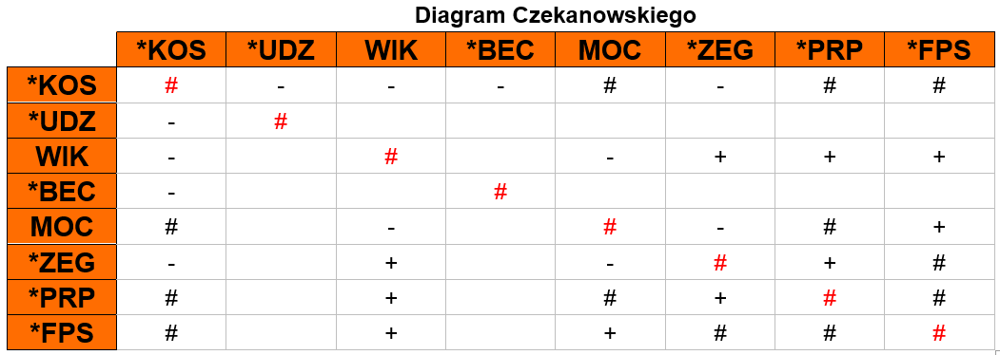 Diagram Czekanowskiego
*KOS *UDZ WIK *BEC MOC *ZEG *PRP *FPS
*KOS # - - - # - # #
*UDZ - #
WIK - # - + + +
*BEC - #
MOC # - # - # +
*ZEG - + - # + #
*PRP # + # + # #
*FPS # + + # # #